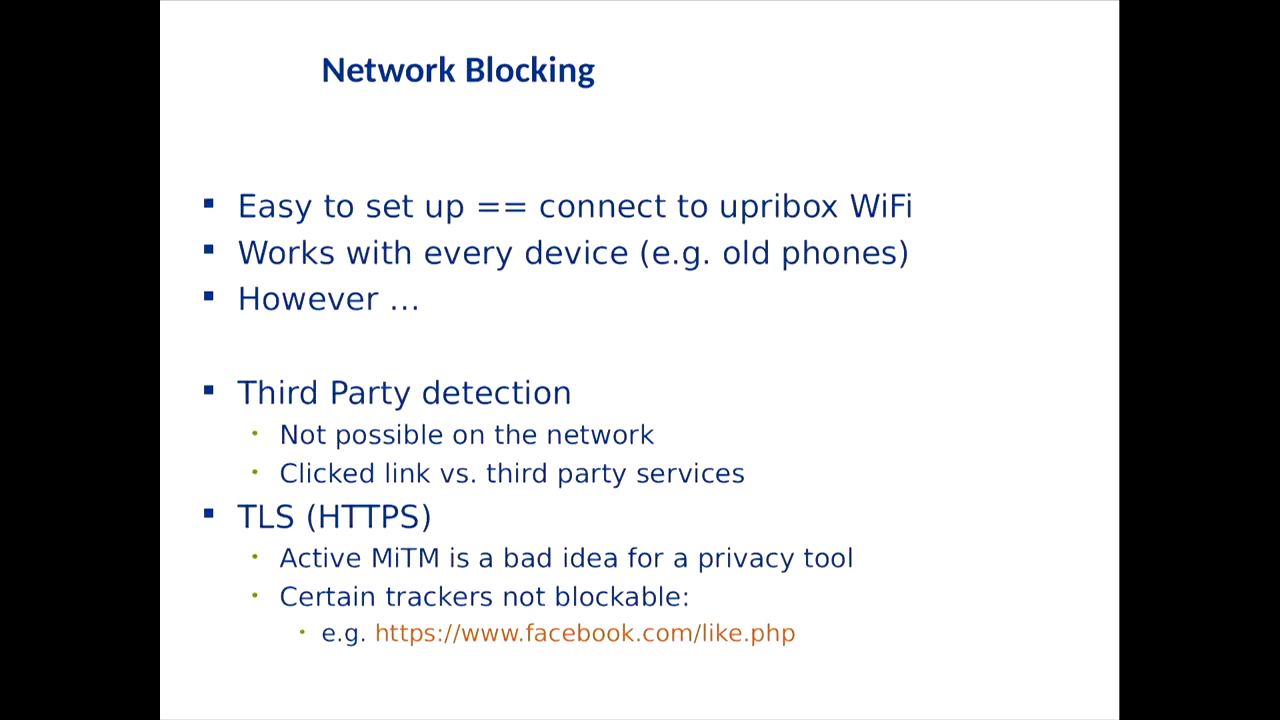 Network Blocking
Easy to set up == connect to upribox WiFi
Works with every device (e.g. old phones)
However ...
Third Party detection
Not possible on the network
Clicked link vs. third party services
TLS (HTTPS)
Active MiTM is a bad idea for a privacy tool
Certain trackers not blockable:
e.g. https://www.facebook.com/like.php